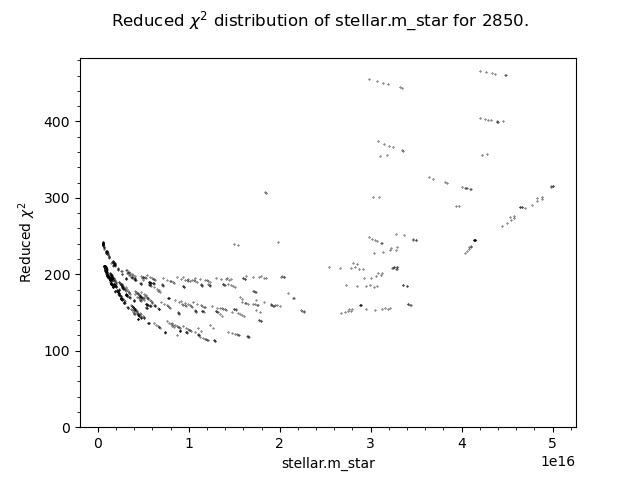 Reduced χ² distribution of stellar.m_star for 2850.
Reduced χ²
400
300
200
100
0
0 1 2 3 4 5
1e16
stellar.m_star